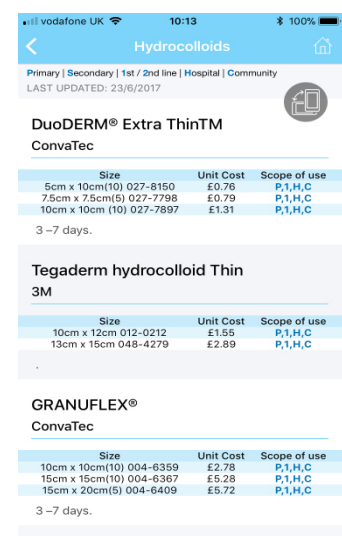 vodafone UK 10:13 100%
Hydrocolloids
Primary | Secondary | 1st / 2nd line | Hospital | Community
LAST UPDATED: 23/6/2017
DuoDERM® Extra ThinTM
ConvaTec
Size Unit Cost Scope of use
5cm x 10cm(10) 027-8150 £0.76 P,1,H,C
7.5cm x 7.5cm(5) 027-7798 £0.79 P,1,H,C
10cm x 10cm (10) 027-7897 £1.31 P,1,H,C
3 –7 days.
Tegaderm hydrocolloid Thin
3M
Size Unit Cost Scope of use
10cm x 12cm 012-0212 £1.55 P,1,H,C
13cm x 15cm 048-4279 £2.89 P,1,H,C
.
GRANUFLEX®
ConvaTec
Size Unit Cost Scope of use
10cm x 10cm(10) 004-6359 £2.78 P,1,H,C
15cm x 15cm(10) 004-6367 £5.28 P,1,H,C
15cm x 20cm(5) 004-6409 £5.72 P,1,H,C
3 –7 days.